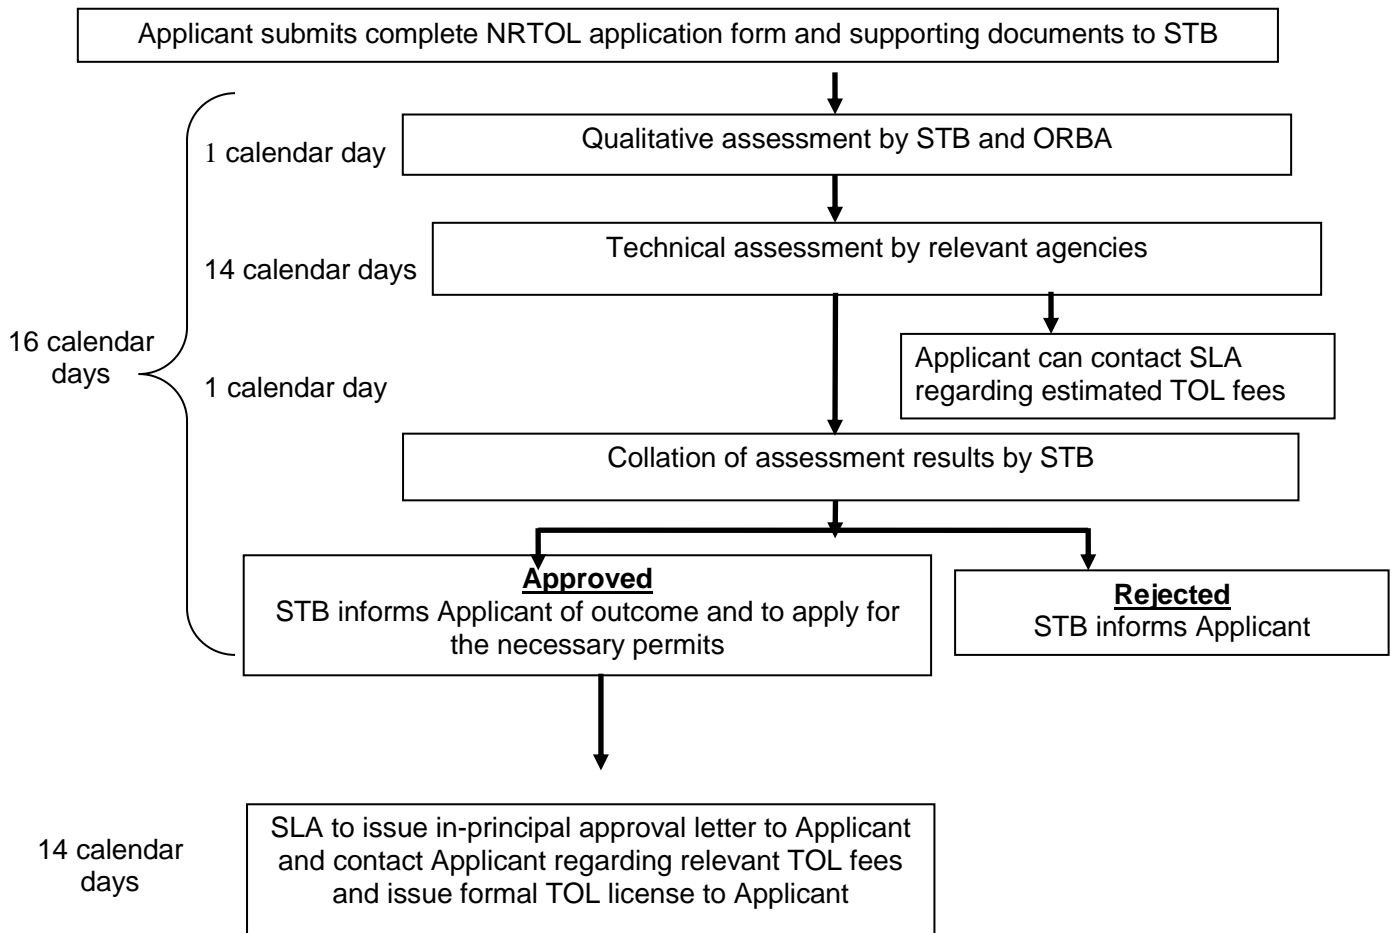 Applicant submits complete NRTOL application form and supporting documents to STB
1 calendar day
Qualitative assessment by STB and ORBA
14 calendar days
Technical assessment by relevant agencies
16 calendar
days
1 calendar day
Applicant can contact SLA
regarding estimated TOL fees
Collation of assessment results by STB
Approved
STB informs Applicant of outcome and to apply for
the necessary permits
Rejected
STB informs Applicant
14 calendar
days
SLA to issue in-principal approval letter to Applicant
and contact Applicant regarding relevant TOL fees
and issue formal TOL license to Applicant